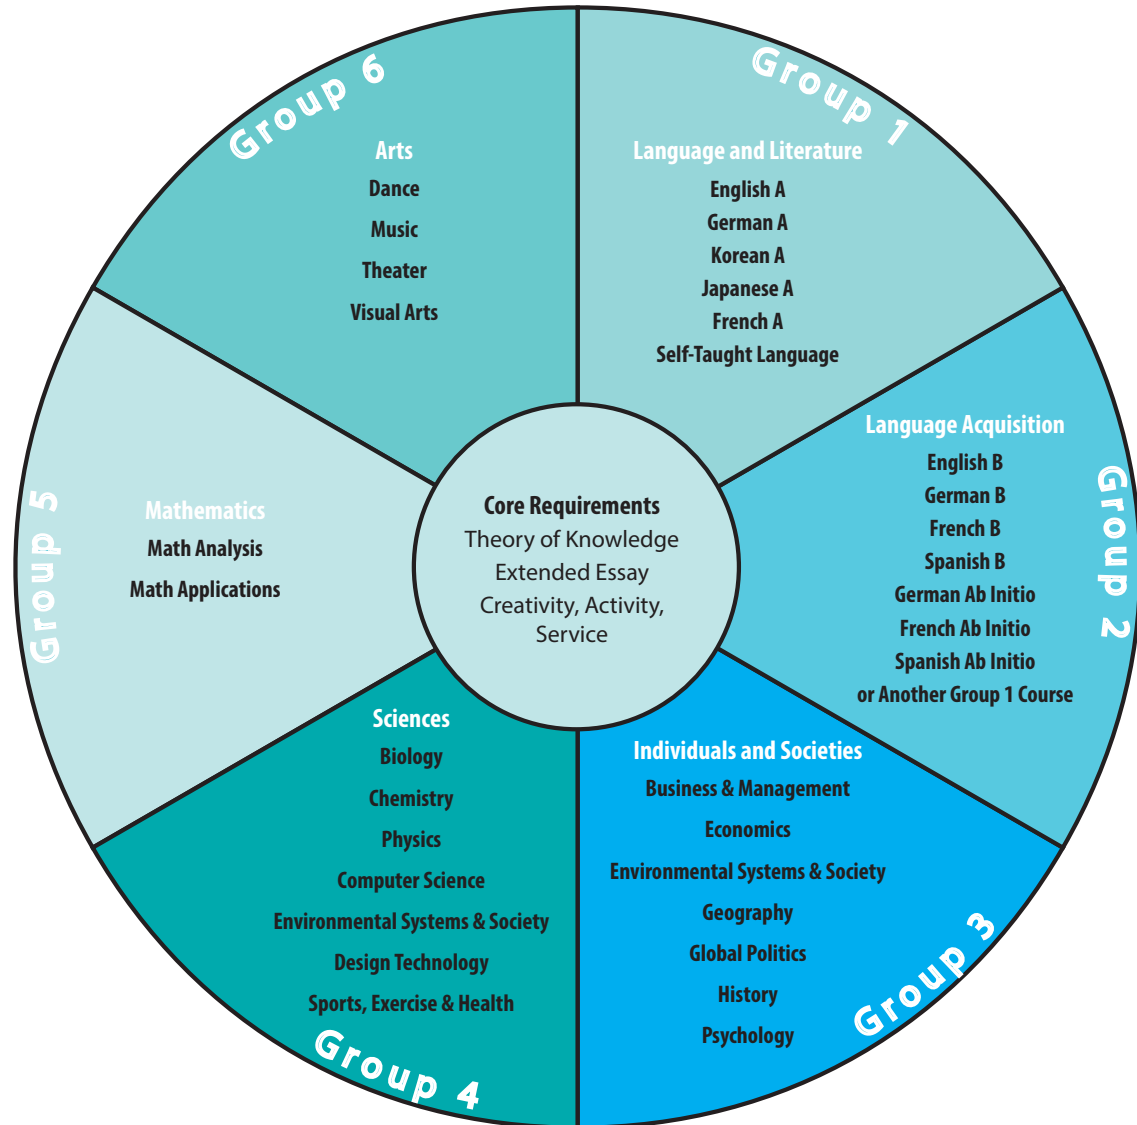 Group 1
Language and Literature
English A
German A
Korean A
Japanese A
French A
Self-Taught Language
Group 2
Language Acquisition
English B
German B
French B
Spanish B
German Ab Initio
French Ab Initio
Spanish Ab Initio
or Another Group 1 Course
Group 3
Individuals and Societies
Business & Management
Economics
Environmental Systems & Society
Geography
Global Politics
History
Psychology
Group 4
Sciences
Biology
Chemistry
Physics
Computer Science
Environmental Systems & Society
Design Technology
Sports, Exercise & Health
Group 5
Mathematics
Math Analysis
Math Applications
Group 6
Arts
Dance
Music
Theater
Visual Arts
Core Requirements
Theory of Knowledge
Extended Essay
Creativity, Activity,
Service